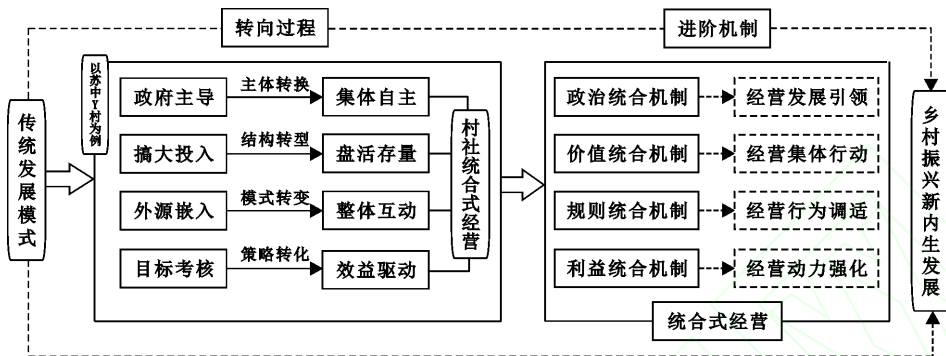 转向过程
进阶机制
以苏中Y村为例
传统发展模式
政府主导
主体转换
集体自主
搞大投入
结构转型
盘活存量
外源嵌入
模式转变
整体互动
目标考核
策略转化
效益驱动
村社统合式经营
政治统合机制
经营发展引领
价值统合机制
经营集体行动
规则统合机制
经营行为调适
利益统合机制
经营动力强化
统合式经营
乡村振兴新内生发展